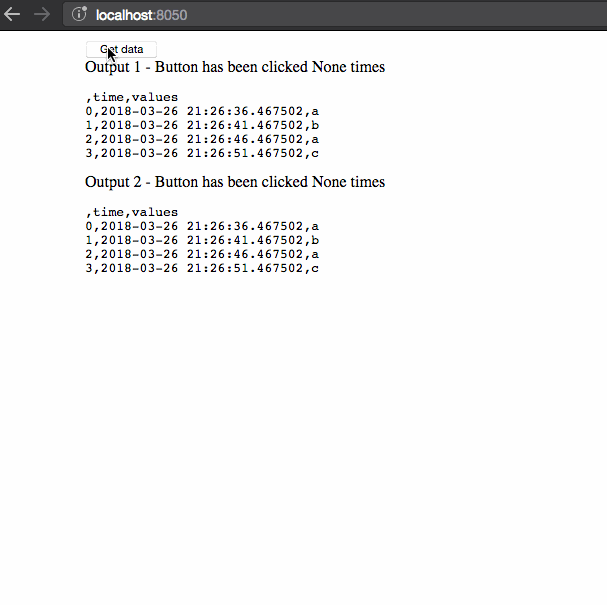 localhost:8050
Get data
Output 1 - Button has been clicked None times
,time,values
0,2018-03-26 21:26:36.467502,a
1,2018-03-26 21:26:41.467502,b
2,2018-03-26 21:26:46.467502,a
3,2018-03-26 21:26:51.467502,c
Output 2 - Button has been clicked None times
,time,values
0,2018-03-26 21:26:36.467502,a
1,2018-03-26 21:26:41.467502,b
2,2018-03-26 21:26:46.467502,a
3,2018-03-26 21:26:51.467502,c